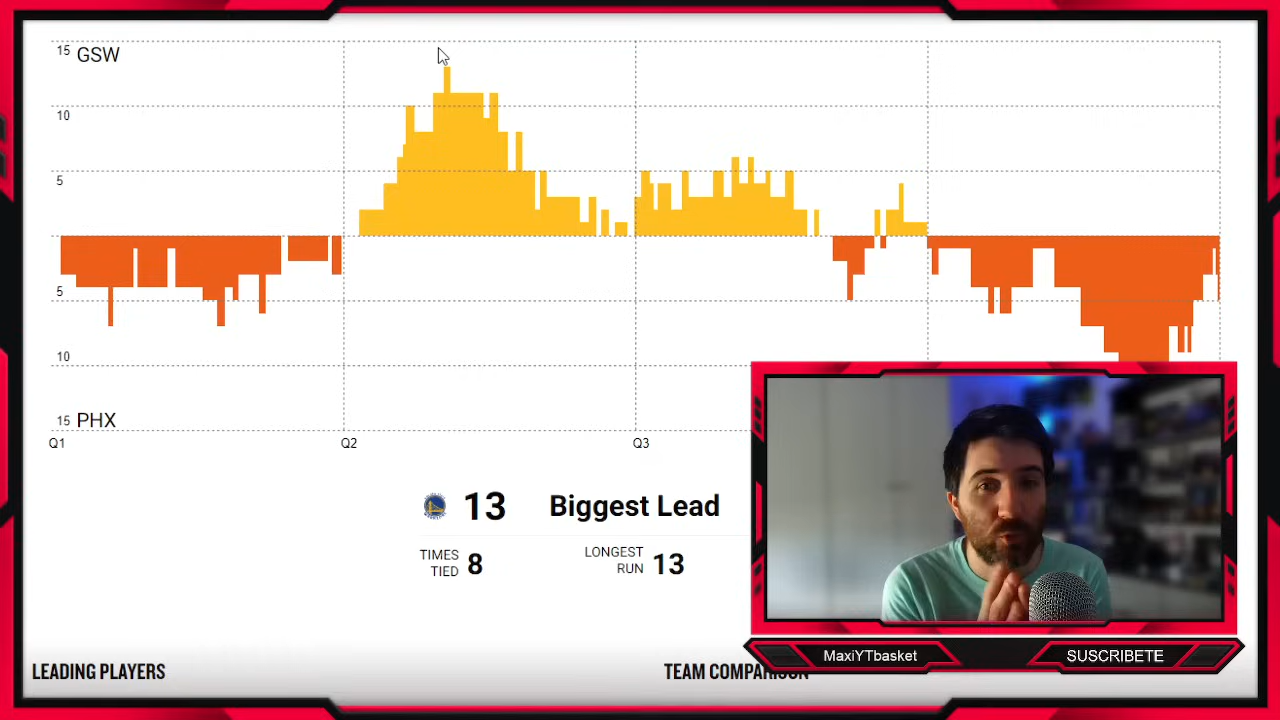 15 GSW
10
5
5
10
15 PHX
Q1 Q2 Q3
13 Biggest Lead
TIMES TIED 8
LONGEST RUN 13
LEADING PLAYERS
TEAM COMPARISON
MaxiYTbasket
SUSCRIBETE